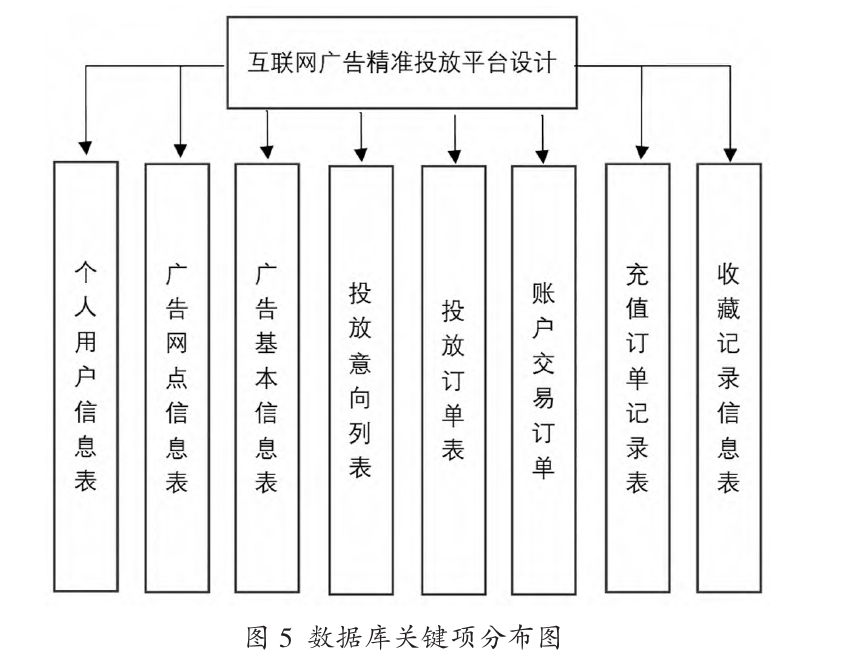 互联网广告精准投放平台设计
个人用户信息表
广告网点信息表
广告基本信息表
投放意向列表
投放订单表
账户交易订单
充值订单记录表
收藏记录信息表
图 5 数据库关键项分布图